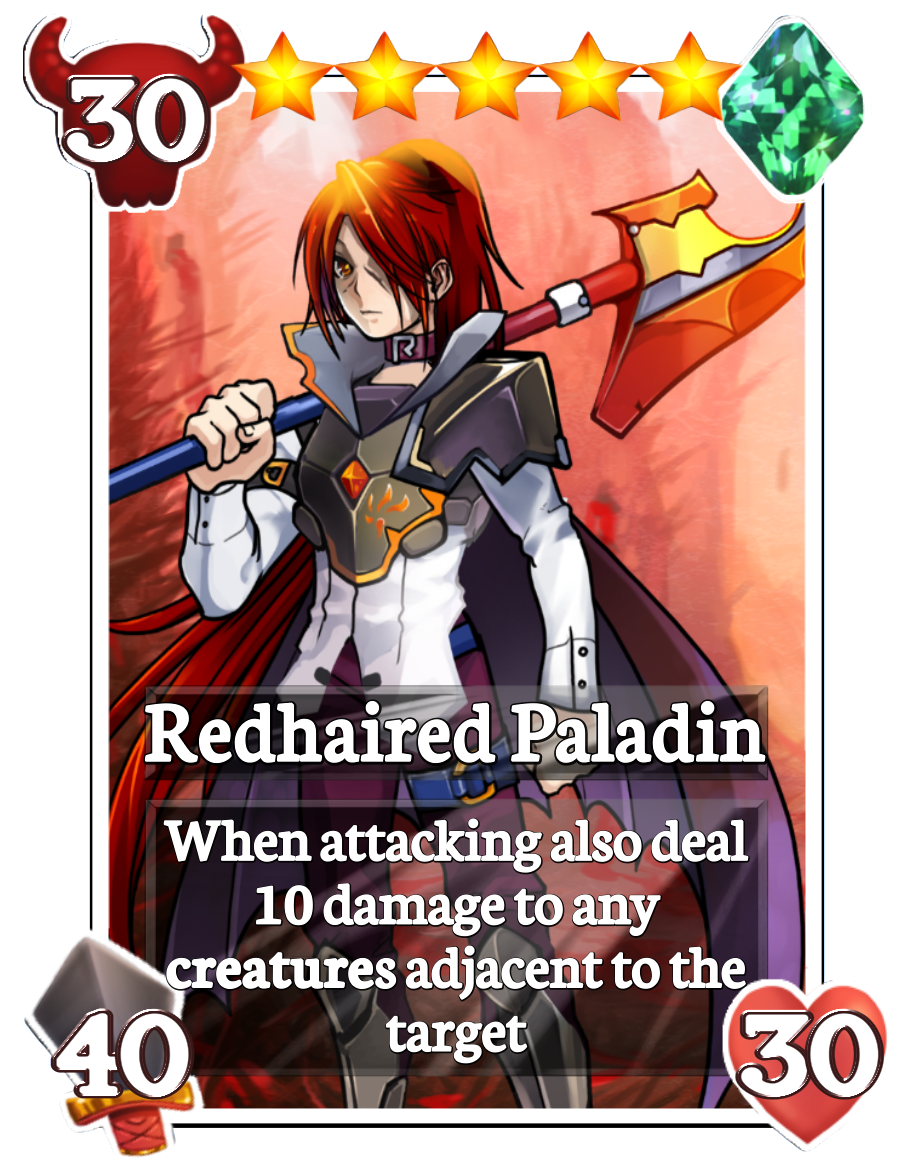 30
Redhaired Paladin
When attacking also deal
10 damage to any
creatures adjacent to the
target
40
30
R